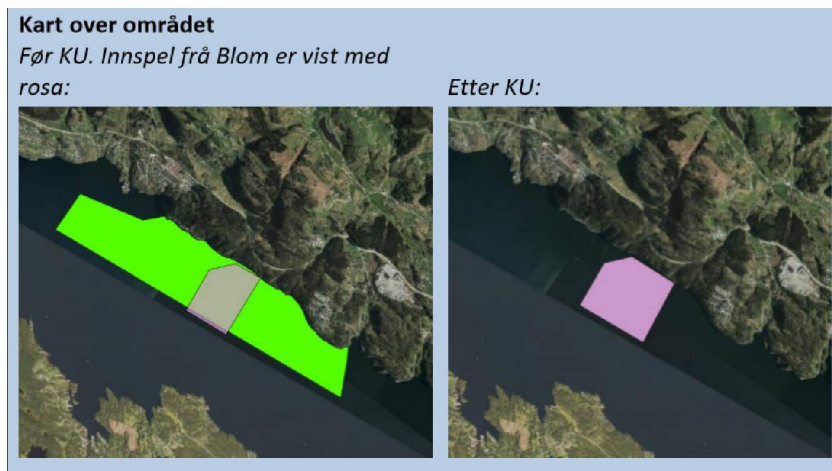 Kart over området
Før KU. Innspel frå Blom er vist med
rosa:
Etter KU: